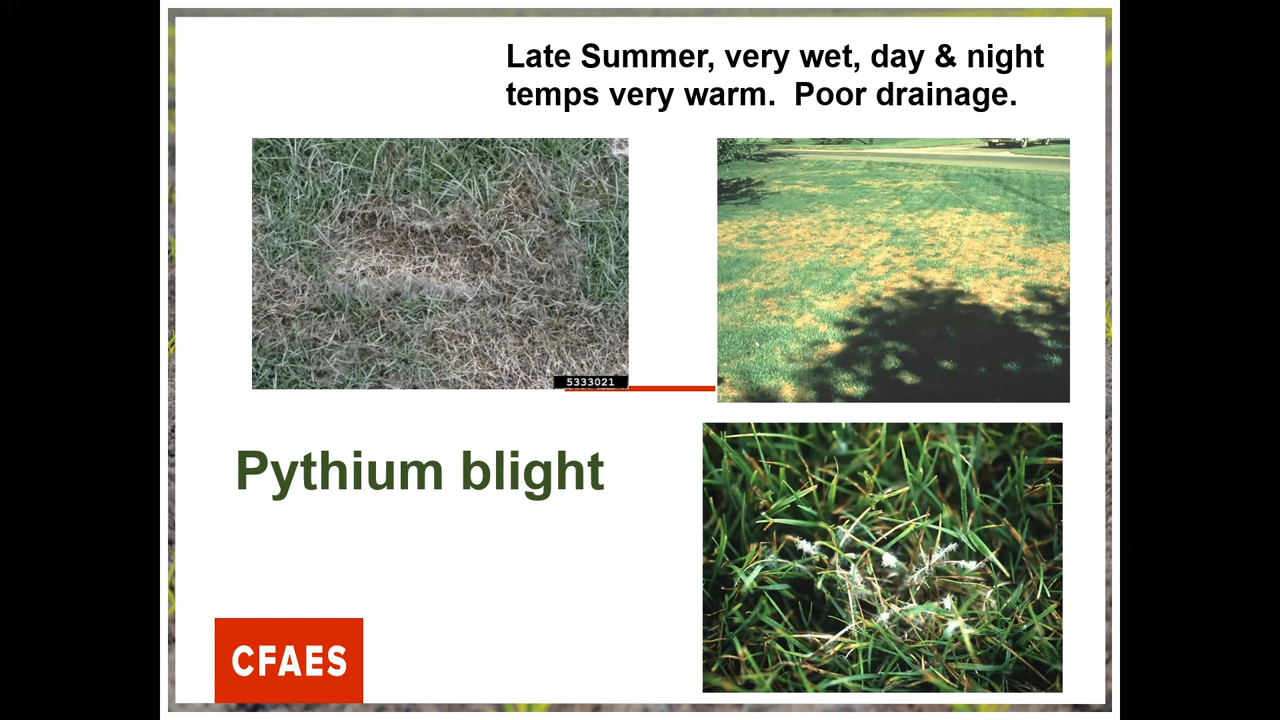 Late Summer, very wet, day & night
temps very warm.  Poor drainage.
5333021
Pythium blight
CFAES